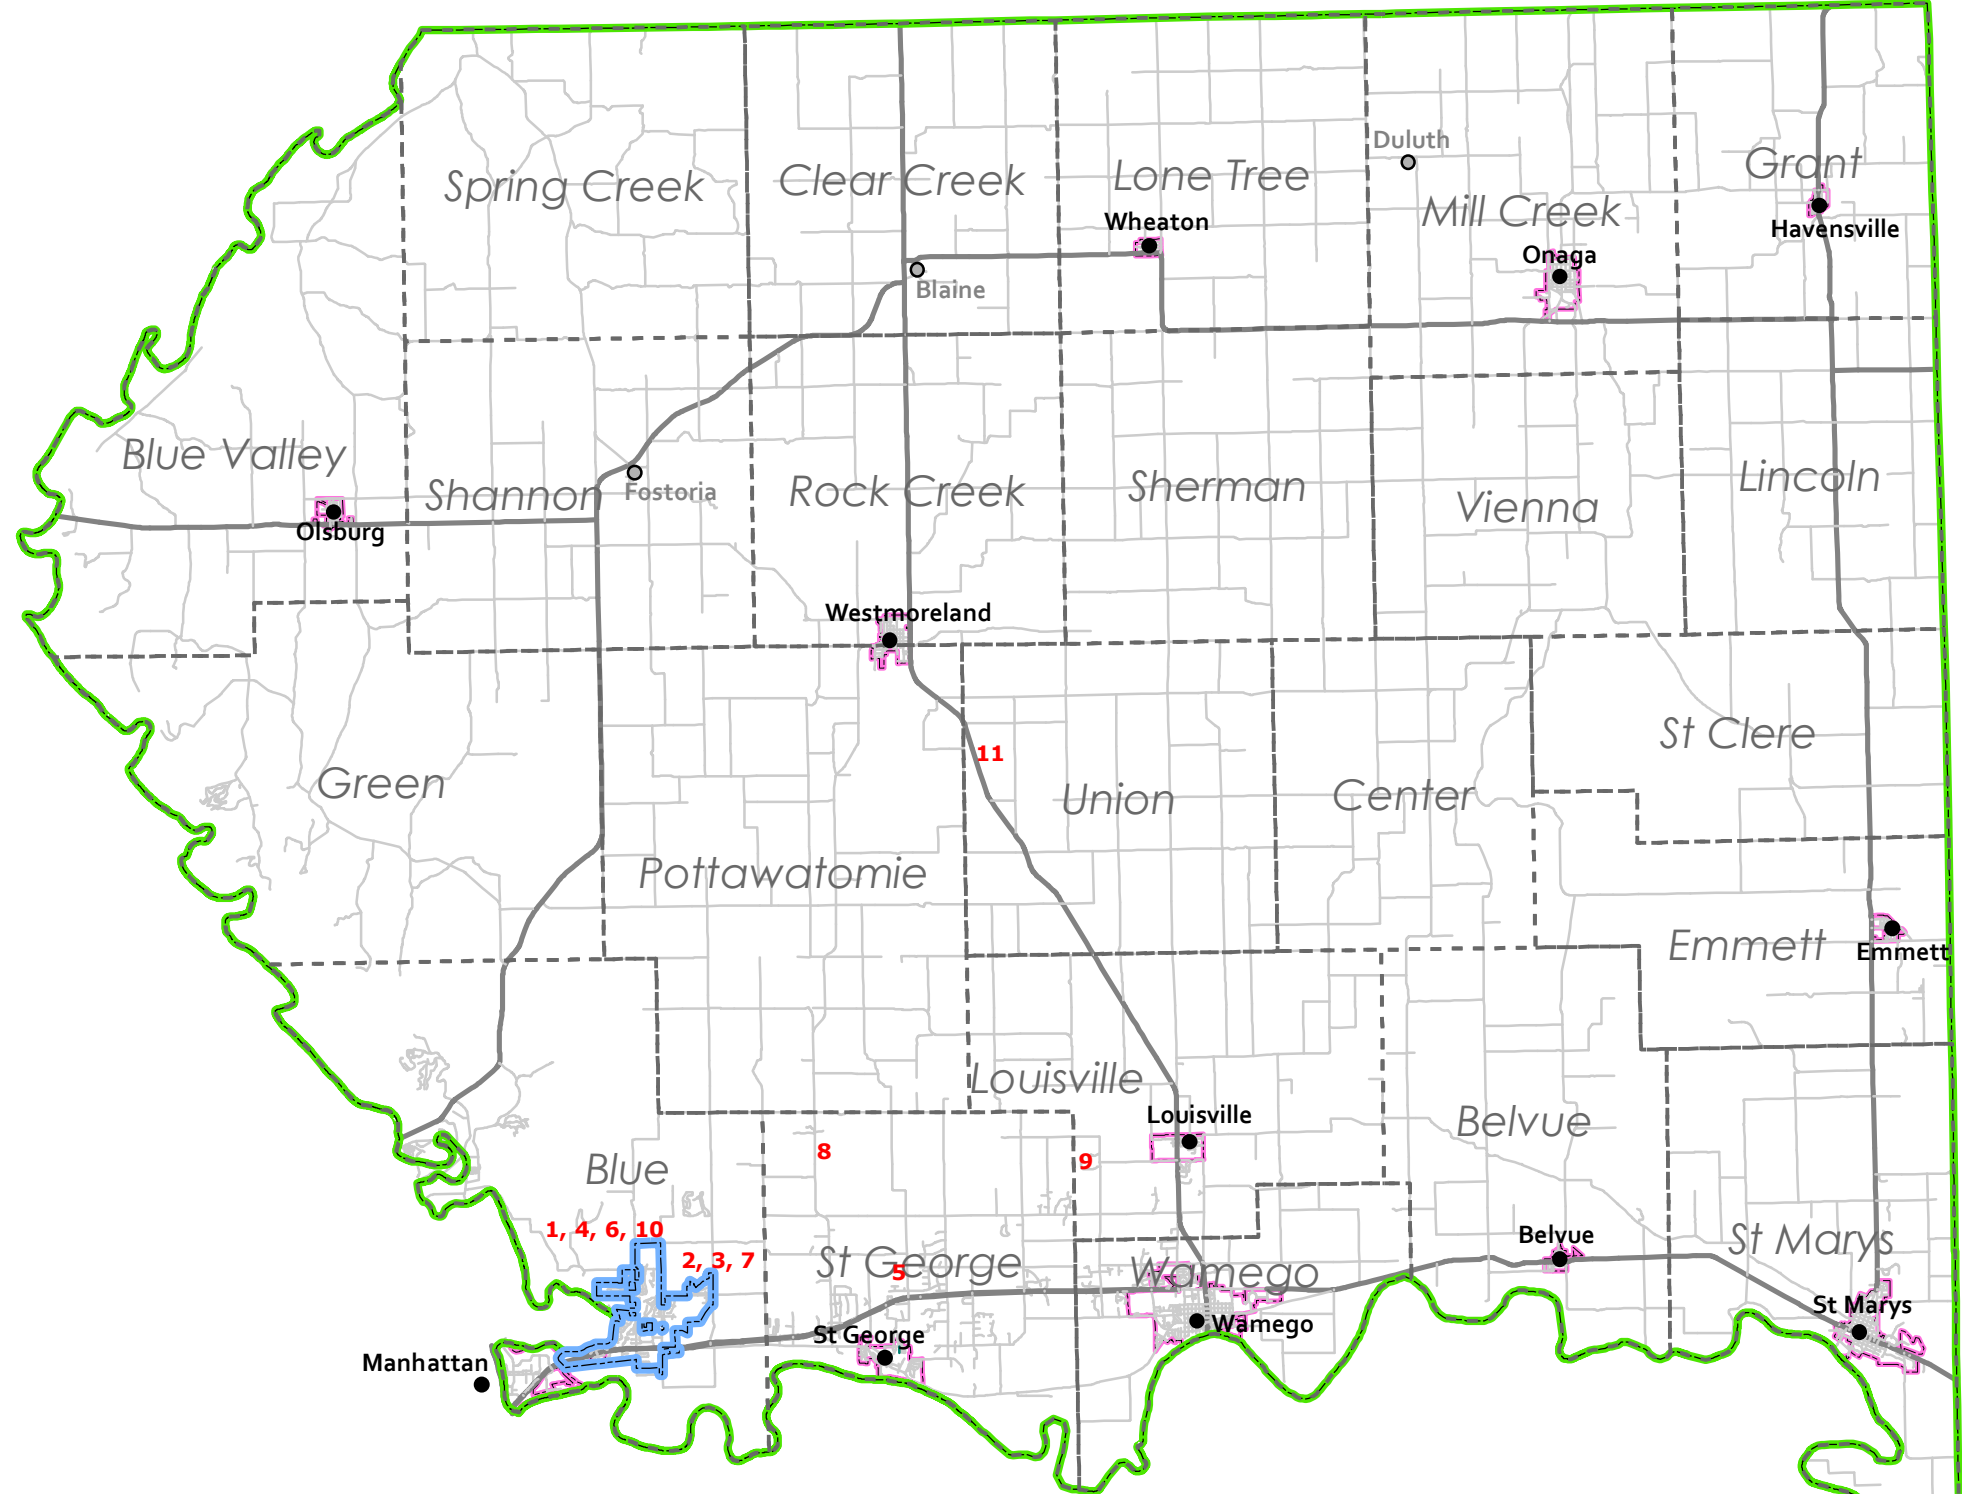 Duluth
Grant
Spring Creek
Clear Creek
Lone Tree
Mill Creek
Wheaton
Havensville
Onaga
Blaine
Blue Valley
Shannon
Fostoria
Rock Creek
Sherman
Vienna
Lincoln
Olsburg
Westmoreland
St Clere
11
Green
Union
Center
Pottawatomie
Emmett
Emmett
Louisville
Louisville
Belvue
8
9
Blue
1, 4, 6, 10
2, 3, 7
St George
5
Wamego
Belvue
St Marys
St Marys
Wamego
St George
Manhattan